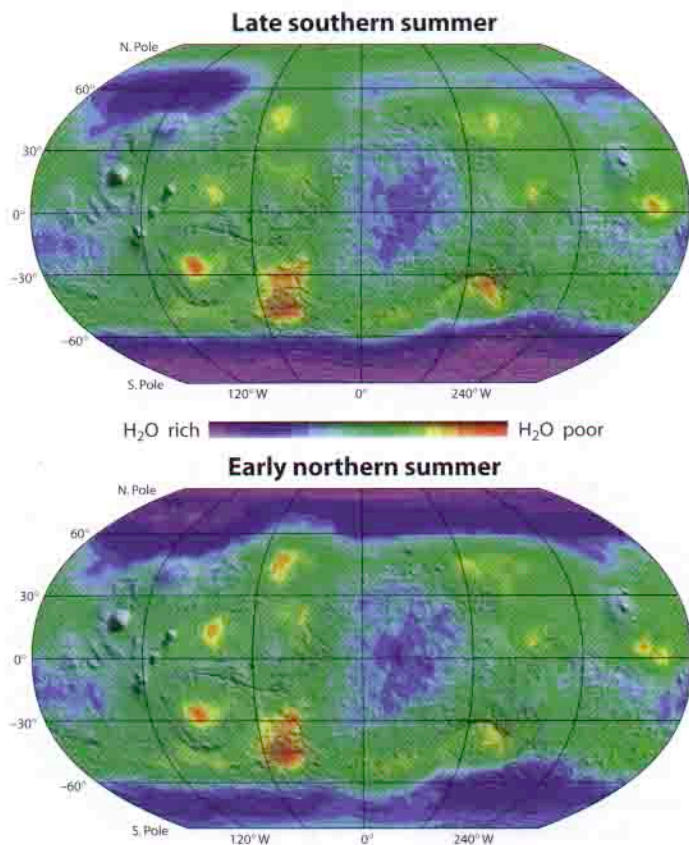 Late southern summer
N. Pole
60°
30°
0°
–30°
–60°
S. Pole
120° W 0° 240° W
H₂O rich H₂O poor
Early northern summer
N. Pole
60°
30°
0°
–30°
–60°
S. Pole
120° W 0° 240° W